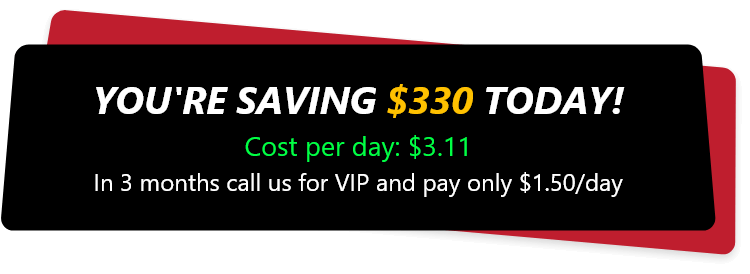 YOU'RE SAVING $330 TODAY!
Cost per day: $3.11
In 3 months call us for VIP and pay only $1.50/day